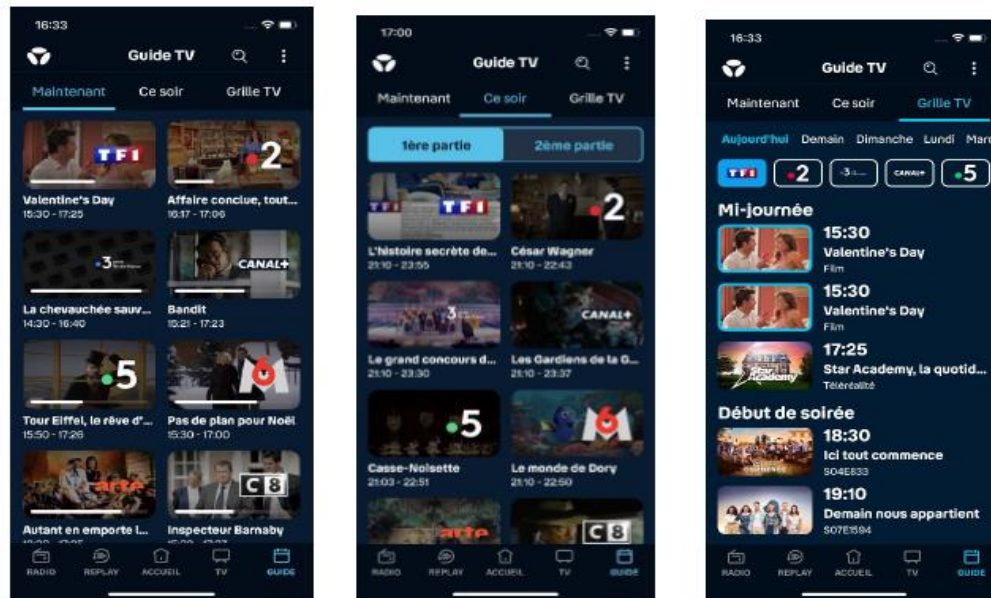 16:33
Guide TV
Maintenant Ce soir Grille TV
TF1 2
Valentine's Day Affaire conclue, tout...
15:30 - 17:25 16:17 - 17:06
3 CANAL+
La chevauchée sauv... Bandit
14:30 - 16:40 15:21 - 17:23
5 M6
Tour Eiffel, le rêve d'... Pas de plan pour Noël
15:50 - 17:26 15:30 - 17:00
arte C8
Autant en emporte l... Inspecteur Barnaby
RADIO REPLAY ACCUEIL TV GUIDE
17:00
Guide TV
Maintenant Ce soir Grille TV
1ère partie 2ème partie
TF1 TF1 2
L'histoire secrète de... César Wagner
21:10 - 23:55 21:10 - 22:43
3 CANAL+
Le grand concours d... Les Gardiens de la G...
21:10 - 23:30 21:10 - 23:37
5 M6
Casse-Noisette Le monde de Dory
21:03 - 22:51 21:10 - 22:50
arte C8
RADIO REPLAY ACCUEIL TV GUIDE
16:33
Guide TV
Maintenant Ce soir Grille TV
Aujourd'hui Demain Dimanche Lundi Mard
TF1 2 3 CANAL+ 5
Mi-journée
15:30
Valentine's Day
Film
15:30
Valentine's Day
Film
17:25
Star Academy
Star Academy, la quotid...
Téléréalité
Début de soirée
18:30
Ici tout commence
S04E833
19:10
Demain nous appartient
S07E1594
RADIO REPLAY ACCUEIL TV GUIDE